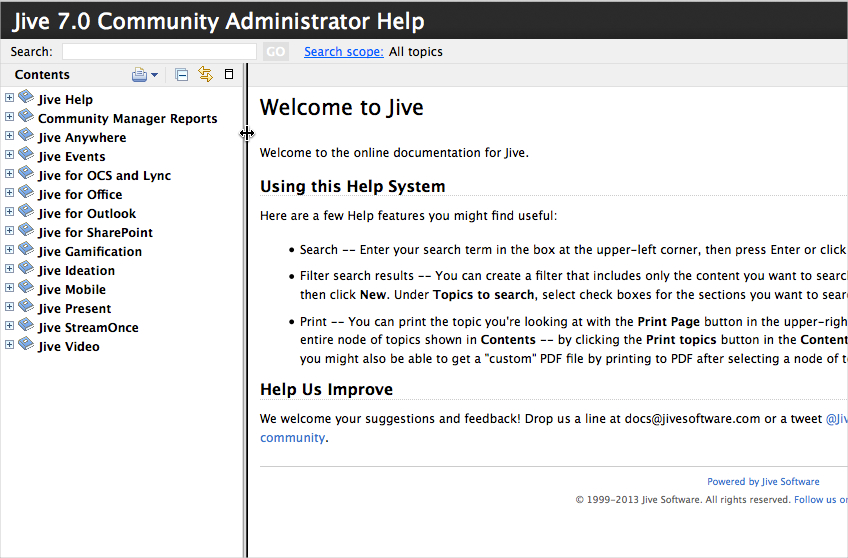 Jive 7.0 Community Administrator Help
Search: GO Search scope: All topics
Contents
Jive Help
Community Manager Reports
Jive Anywhere
Jive Events
Jive for OCS and Lync
Jive for Office
Jive for Outlook
Jive for SharePoint
Jive Gamification
Jive Ideation
Jive Mobile
Jive Present
Jive StreamOnce
Jive Video
Welcome to Jive
Welcome to the online documentation for Jive.
Using this Help System
Here are a few Help features you might find useful:
• Search -- Enter your search term in the box at the upper-left corner, then press Enter or click
• Filter search results -- You can create a filter that includes only the content you want to searc
then click New. Under Topics to search, select check boxes for the sections you want to sear
• Print -- You can print the topic you're looking at with the Print Page button in the upper-righ
entire node of topics shown in Contents -- by clicking the Print topics button in the Content
you might also be able to get a "custom" PDF file by printing to PDF after selecting a node of to
Help Us Improve
We welcome your suggestions and feedback! Drop us a line at docs@jivesoftware.com or a tweet @Jiv
community.
Powered by Jive Software
© 1999-2013 Jive Software. All rights reserved. Follow us on